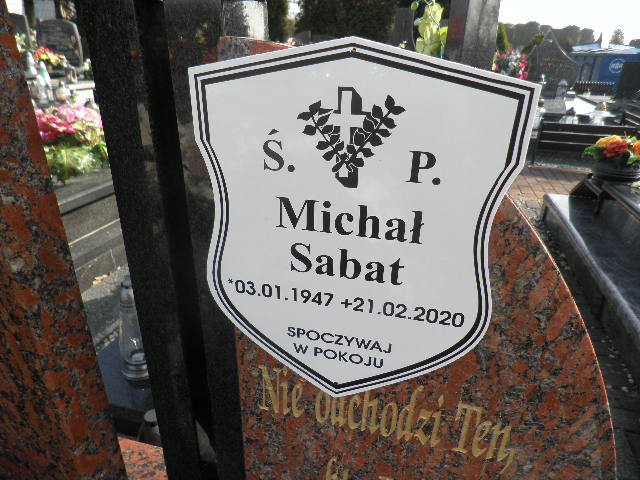 Ś. P.
Michał
Sabat
*03.01.1947 +21.02.2020
SPOCZYWAJ
W POKOJU
Nie odchodzi Ten,